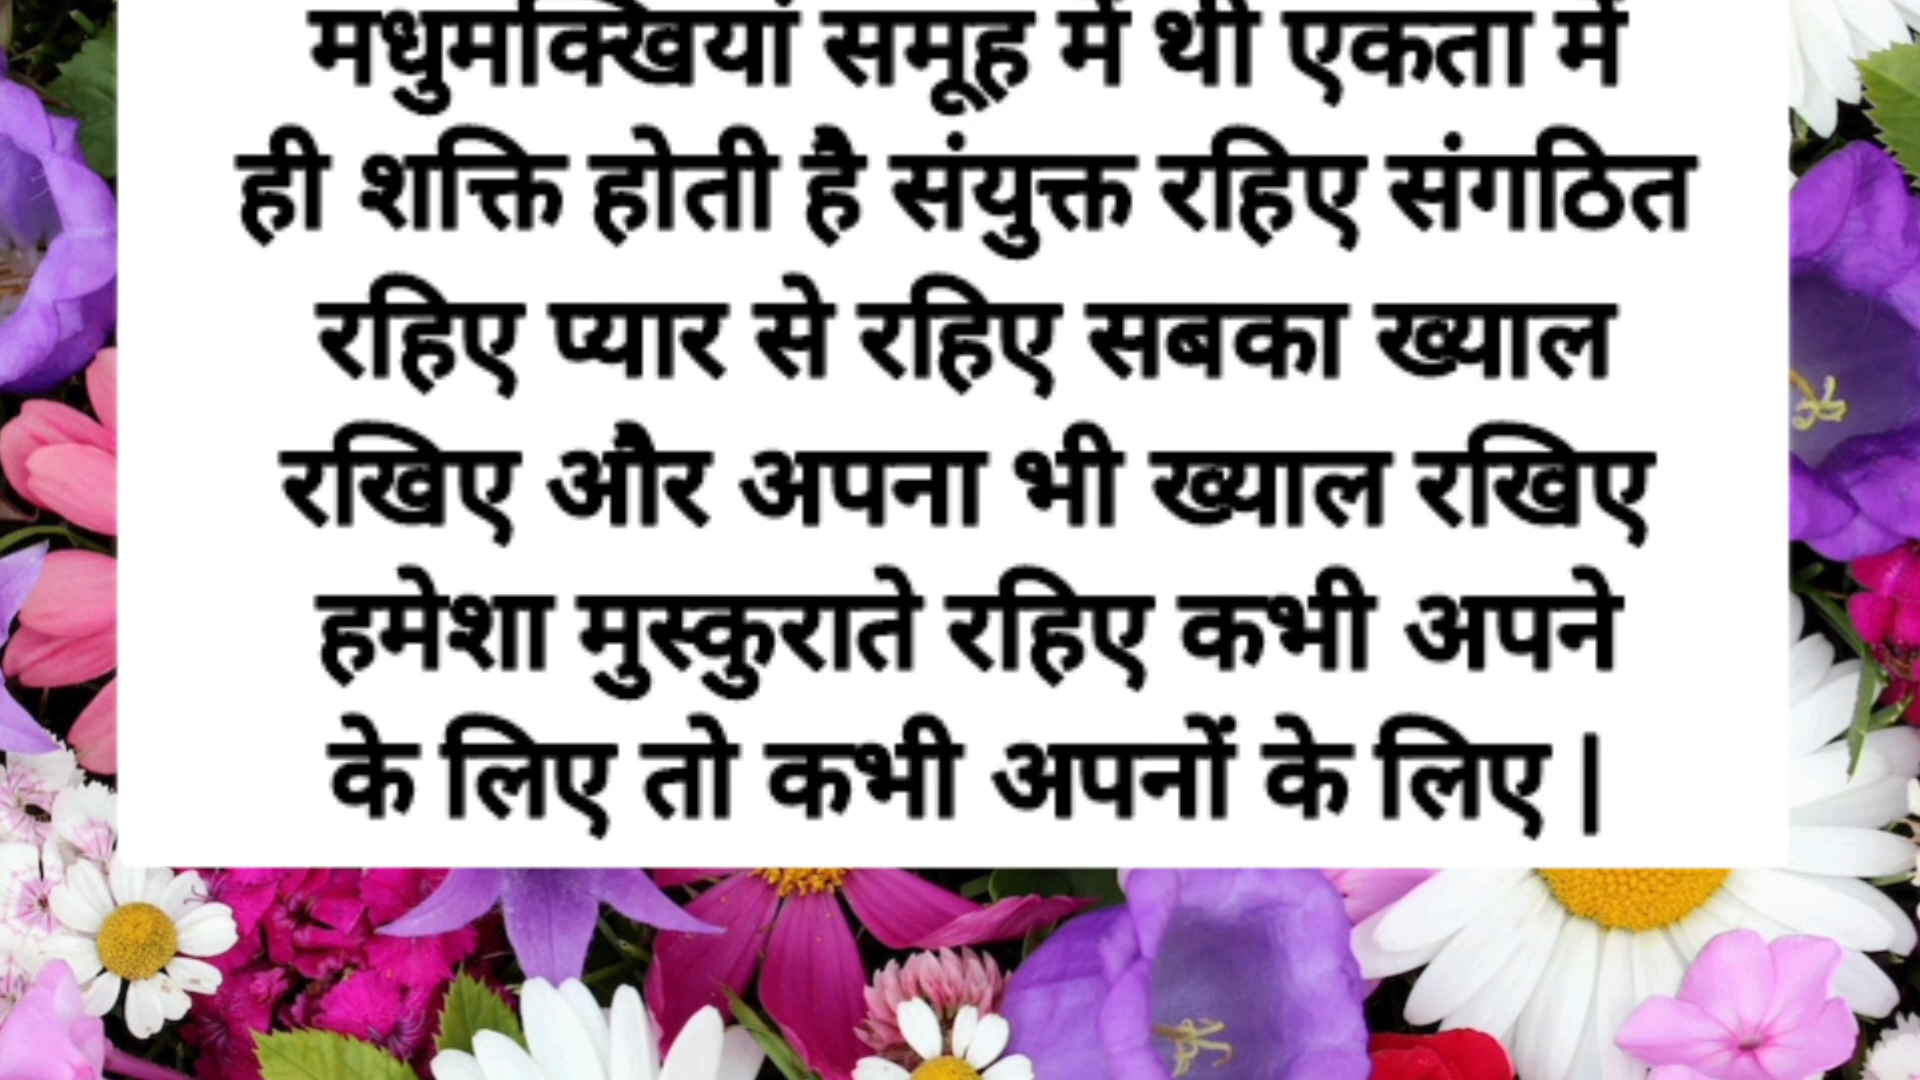 मधुमक्खियां समूह में थी एकता में
ही शक्ति होती है संयुक्त रहिए संगठित
रहिए प्यार से रहिए सबका ख्याल
रखिए और अपना भी ख्याल रखिए
हमेशा मुस्कुराते रहिए कभी अपने
के लिए तो कभी अपनों के लिए |